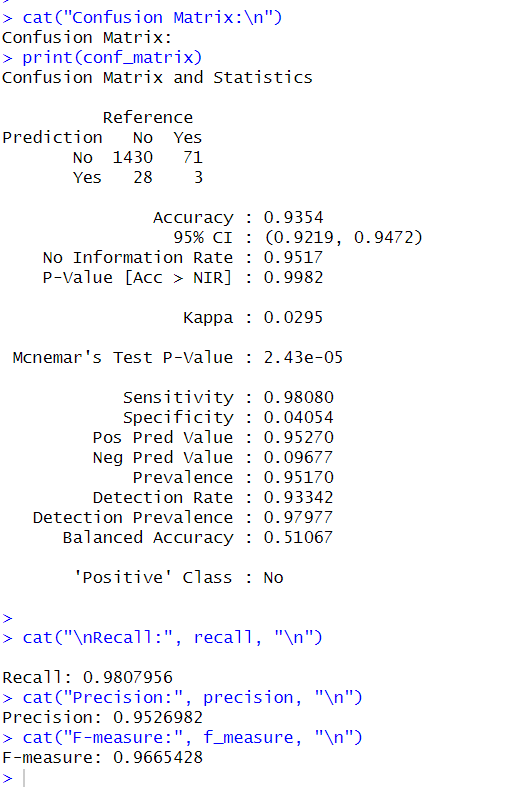 > cat("Confusion Matrix:\n")
Confusion Matrix:
> print(conf_matrix)
Confusion Matrix and Statistics
Reference
Prediction No Yes
No 1430 71
Yes 28 3
Accuracy : 0.9354
95% CI : (0.9219, 0.9472)
No Information Rate : 0.9517
P-Value [Acc > NIR] : 0.9982
Kappa : 0.0295
Mcnemar's Test P-Value : 2.43e-05
Sensitivity : 0.98080
Specificity : 0.04054
Pos Pred Value : 0.95270
Neg Pred Value : 0.09677
Prevalence : 0.95170
Detection Rate : 0.93342
Detection Prevalence : 0.97977
Balanced Accuracy : 0.51067
'Positive' Class : No
>
> cat("\nRecall:", recall, "\n")
Recall: 0.9807956
> cat("Precision:", precision, "\n")
Precision: 0.9526982
> cat("F-measure:", f_measure, "\n")
F-measure: 0.9665428
>